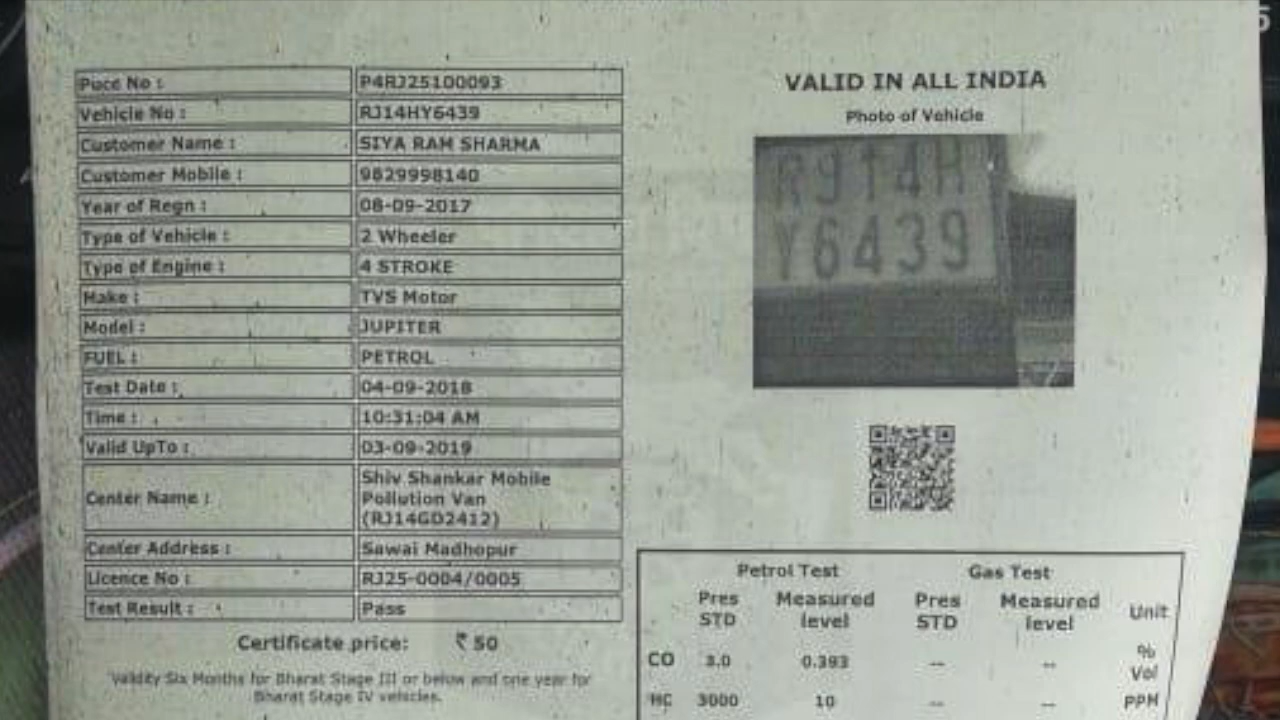 Pucc No : P4RJ25100093
Vehicle No : RJ14HY6439
Customer Name : SIYA RAM SHARMA
Customer Mobile : 9829998140
Year of Regn : 08-09-2017
Type of Vehicle : 2 Wheeler
Type of Engine : 4 STROKE
Make : TVS Motor
Model : JUPITER
FUEL : PETROL
Test Date : 04-09-2018
Time : 10:31:04 AM
Valid UpTo : 03-09-2019
Center Name : Shiv Shankar Mobile
Pollution Van
(RJ14GD2412)
Center Address : Sawai Madhopur
Licence No : RJ25-0004/0005
Test Result : Pass
Certificate price: ₹ 50
Validity Six Months for Bharat Stage III or below and one year for
Bharat Stage IV vehicles.
VALID IN ALL INDIA
Photo of Vehicle
RJ14H
Y6439
Petrol Test Gas Test
Pres STD Measured level Pres STD Measured level Unit
CO 3.0 0.393 -- -- % Vol
HC 3000 10 -- -- PPM